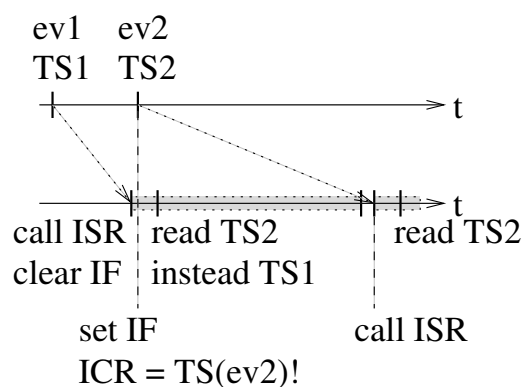 ev1 ev2
TS1 TS2
t
t
call ISR read TS2 read TS2
clear IF instead TS1
set IF call ISR
ICR = TS(ev2)!